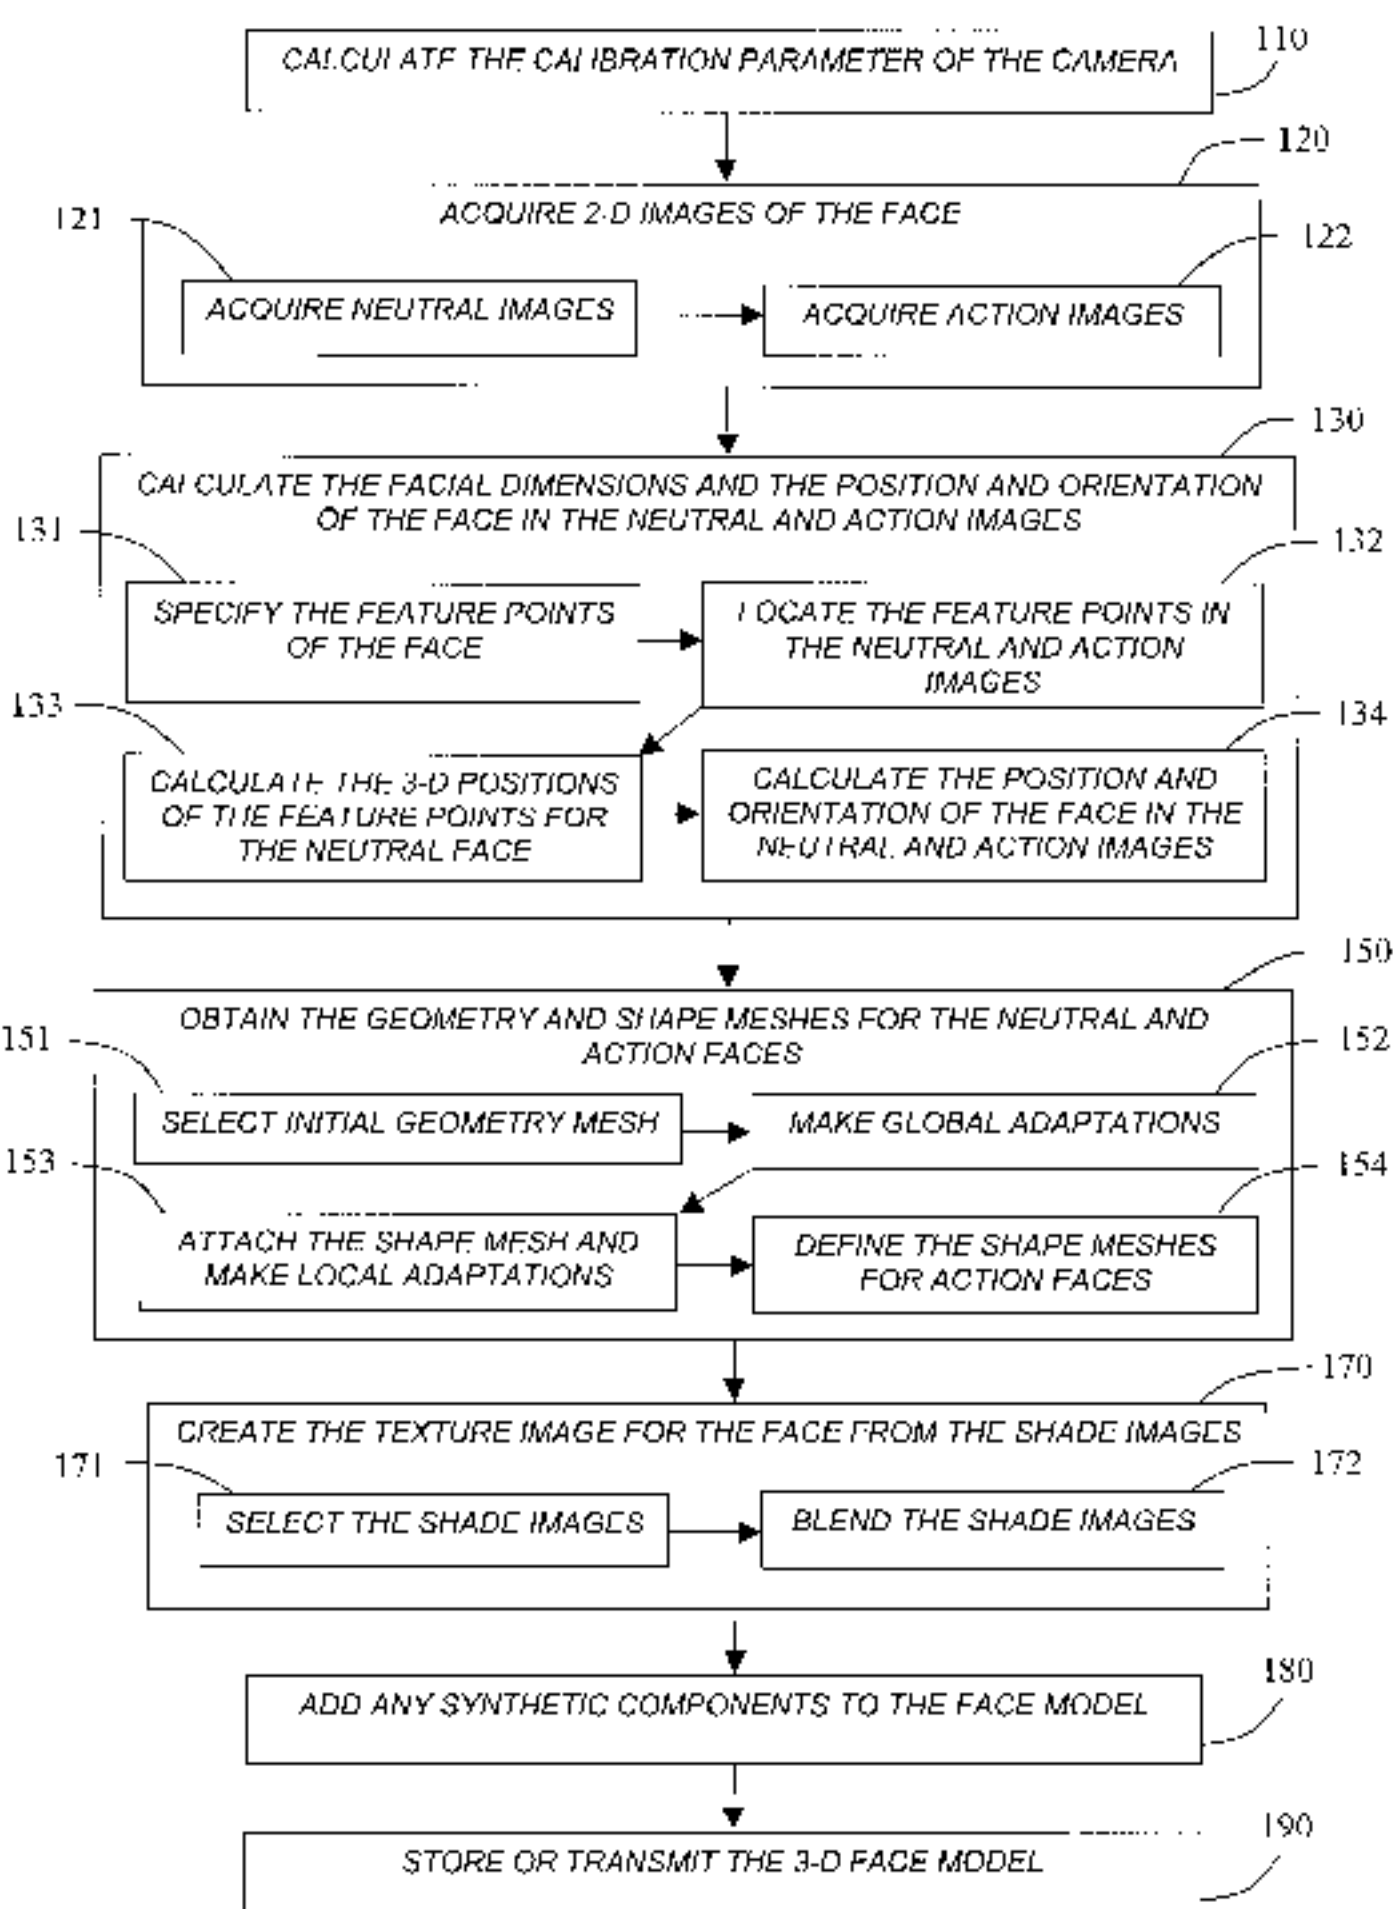 CALCULATE THE CALIBRATION PARAMETER OF THE CAMERA
110
120
ACQUIRE 2-D IMAGES OF THE FACE
121
122
ACQUIRE NEUTRAL IMAGES
ACQUIRE ACTION IMAGES
130
CALCULATE THE FACIAL DIMENSIONS AND THE POSITION AND ORIENTATION
OF THE FACE IN THE NEUTRAL AND ACTION IMAGES
131
132
SPECIFY THE FEATURE POINTS
OF THE FACE
LOCATE THE FEATURE POINTS IN
THE NEUTRAL AND ACTION
IMAGES
133
134
CALCULATE THE 3-D POSITIONS
OF THE FEATURE POINTS FOR
THE NEUTRAL FACE
CALCULATE THE POSITION AND
ORIENTATION OF THE FACE IN THE
NEUTRAL AND ACTION IMAGES
150
OBTAIN THE GEOMETRY AND SHAPE MESHES FOR THE NEUTRAL AND
ACTION FACES
151
152
SELECT INITIAL GEOMETRY MESH
MAKE GLOBAL ADAPTATIONS
153
154
ATTACH THE SHAPE MESH AND
MAKE LOCAL ADAPTATIONS
DEFINE THE SHAPE MESHES
FOR ACTION FACES
170
CREATE THE TEXTURE IMAGE FOR THE FACE FROM THE SHADE IMAGES
171
172
SELECT THE SHADE IMAGES
BLEND THE SHADE IMAGES
180
ADD ANY SYNTHETIC COMPONENTS TO THE FACE MODEL
190
STORE OR TRANSMIT THE 3-D FACE MODEL